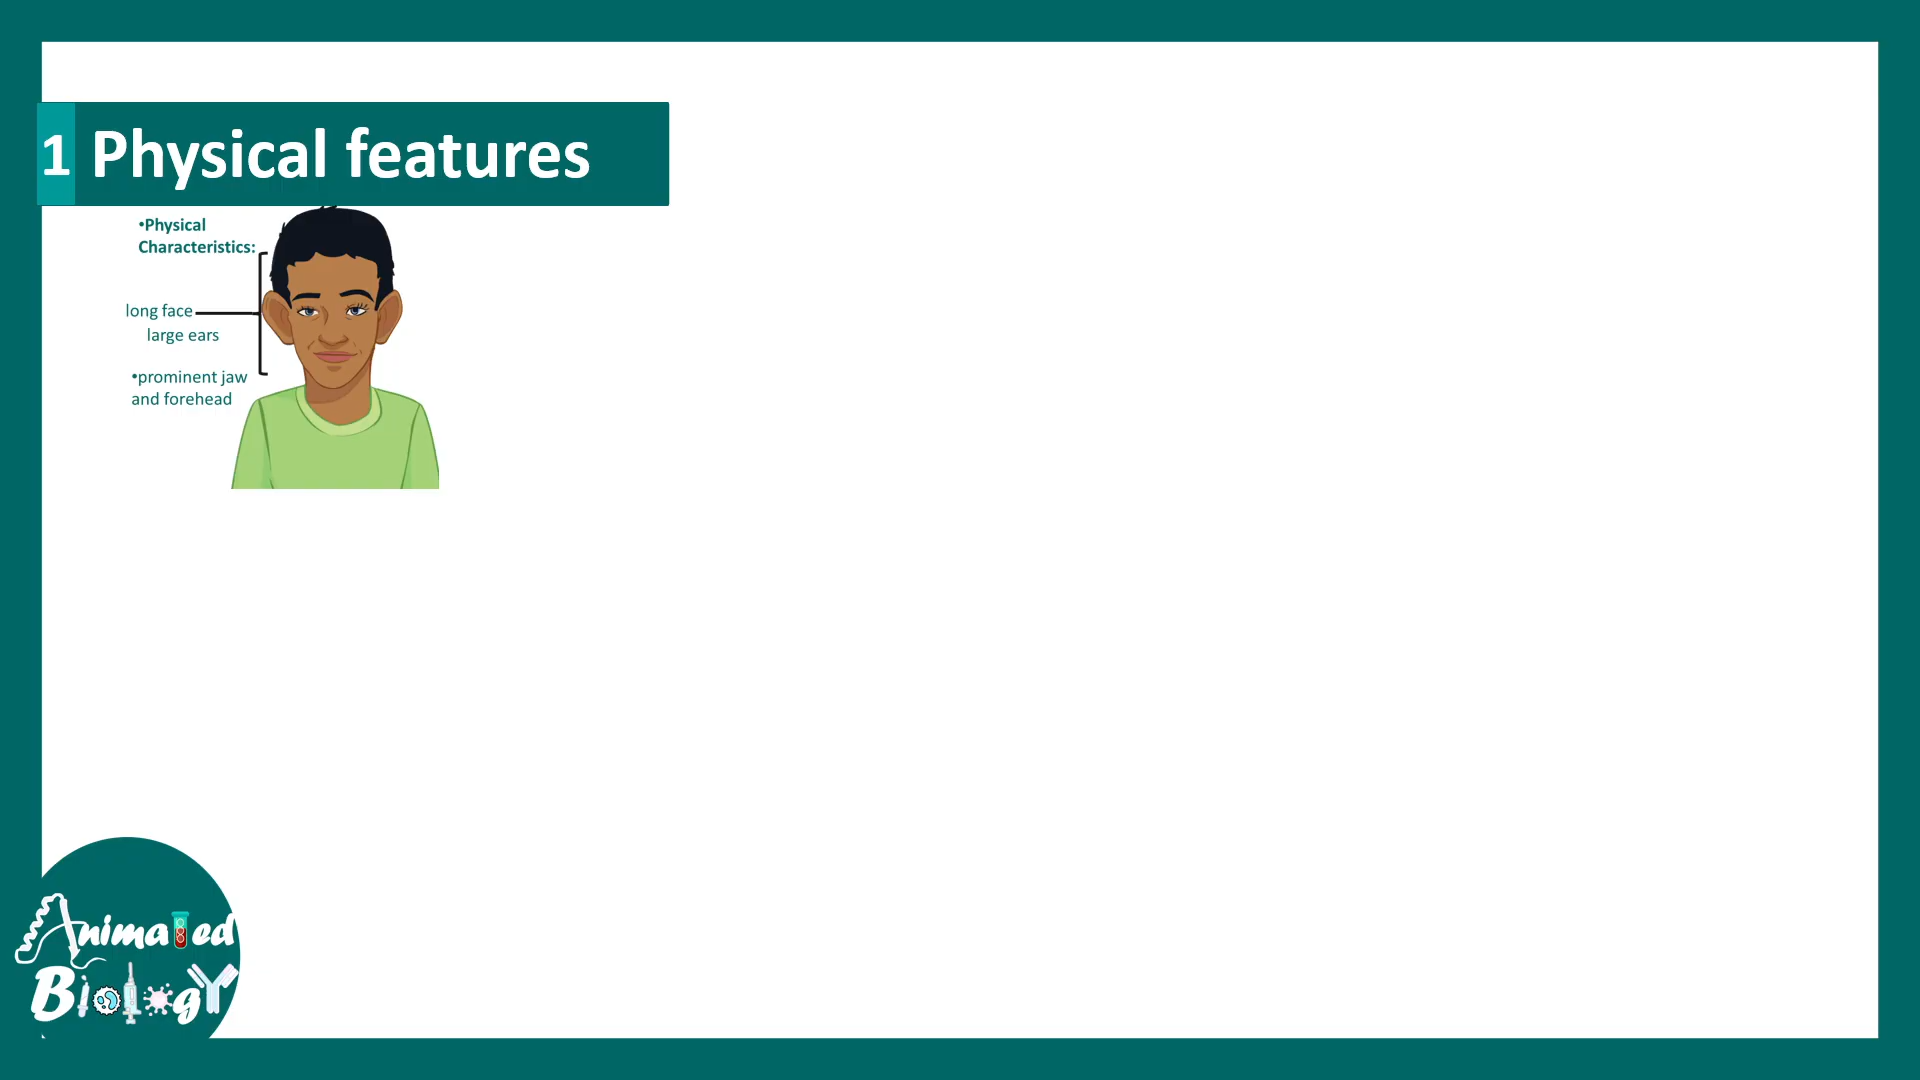 1 Physical features
•Physical
Characteristics:
long face
large ears
•prominent jaw
and forehead
Animated
Biology